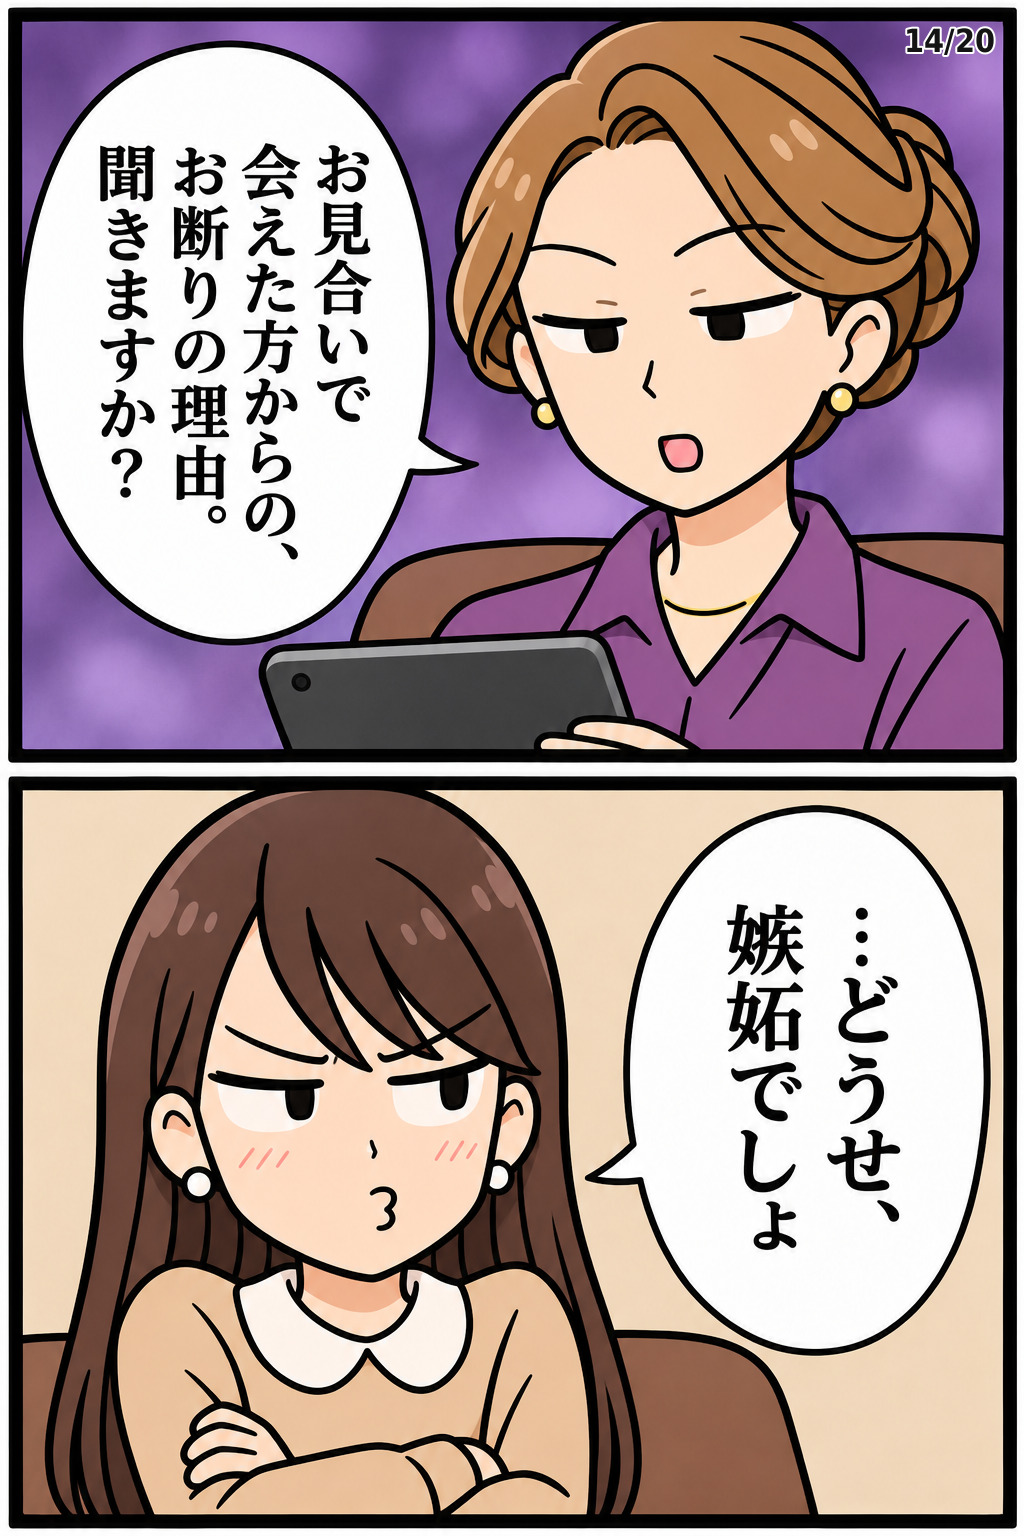 14/20
お見合いで
会えた方からの、
お断りの理由。
聞きますか？
…どうせ、
嫉妬でしょ